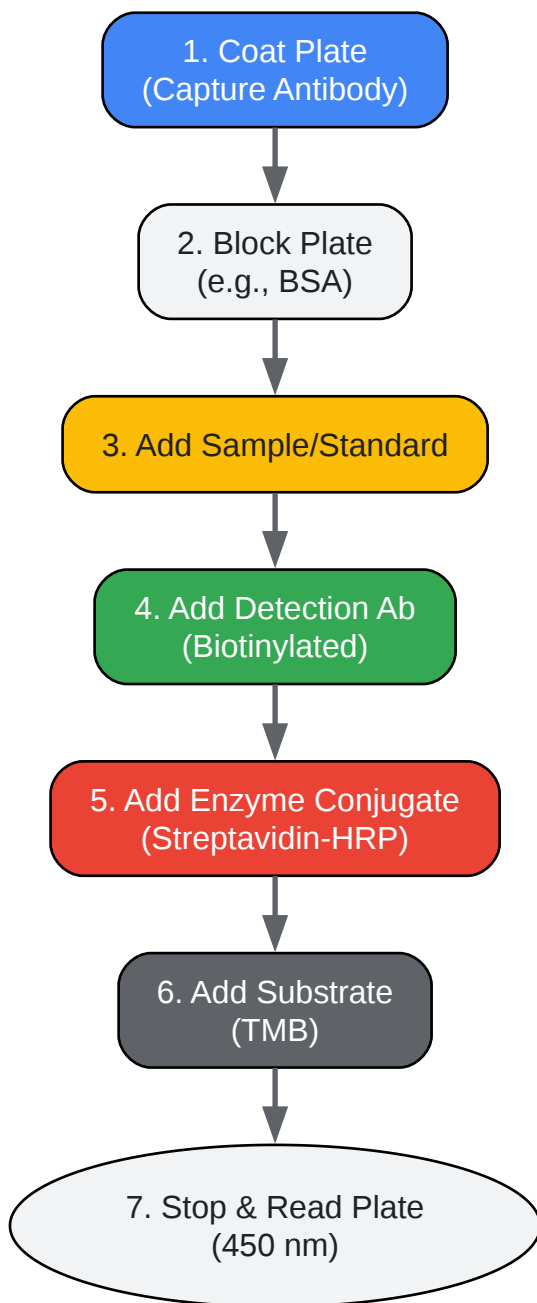 1. Coat Plate
(Capture Antibody)
2. Block Plate
(e.g., BSA)
3. Add Sample/Standard
4. Add Detection Ab
(Biotinylated)
5. Add Enzyme Conjugate
(Streptavidin-HRP)
6. Add Substrate
(TMB)
7. Stop & Read Plate
(450 nm)